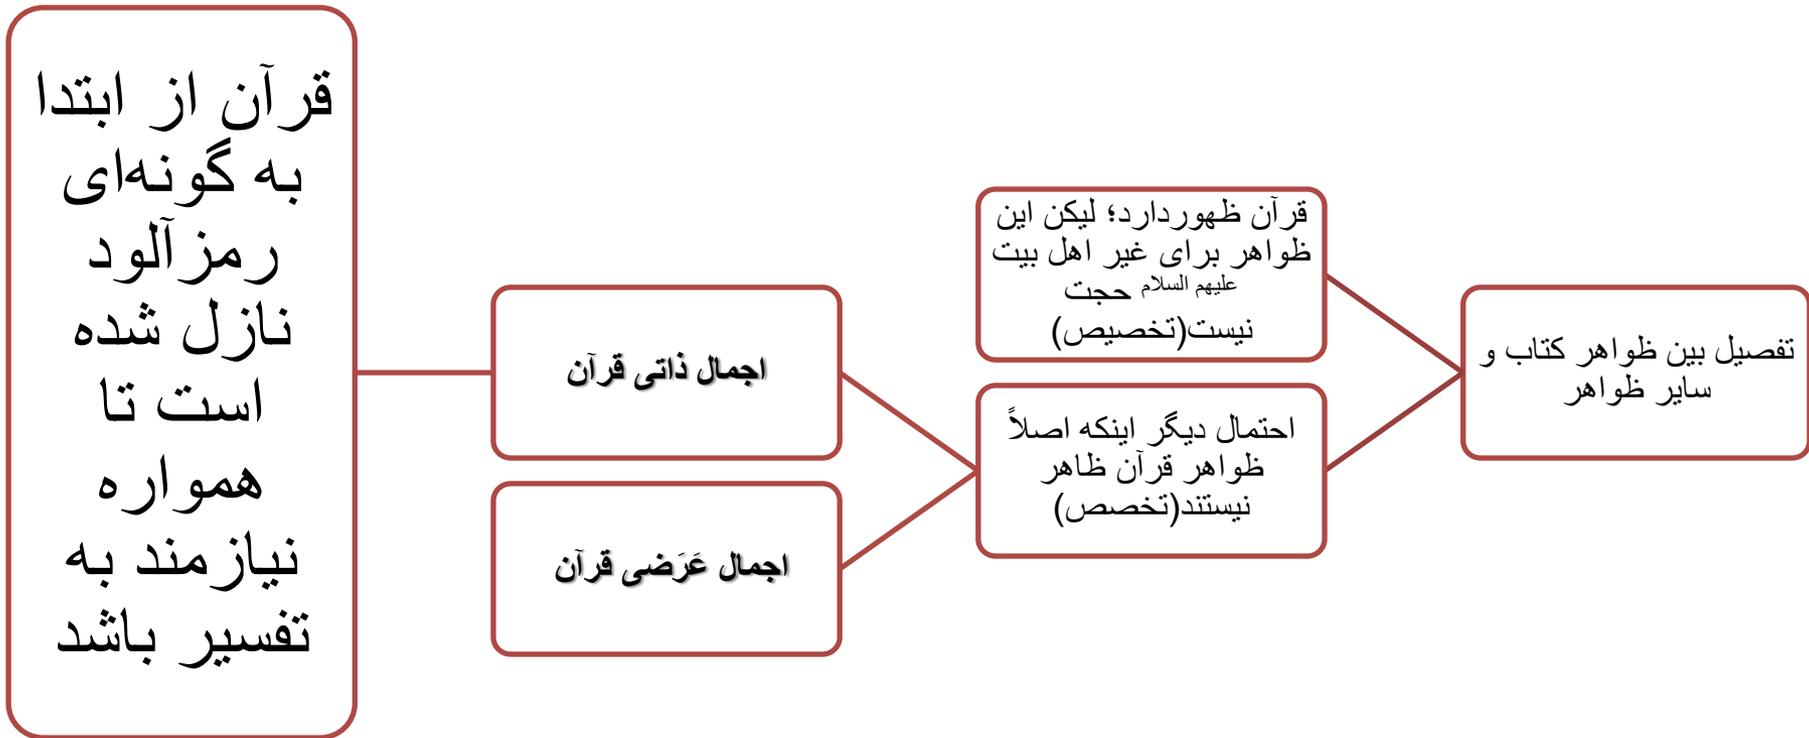 تفصیل بین ظواهر کتاب و
سایر ظواهر
قرآن ظهوردارد؛ لیکن این
ظواهر برای غیر اهل بیت
علیهم السلام حجت
نیست(تخصیص)
احتمال دیگر اینکه اصلاً
ظواهر قرآن ظاهر
نیستند(تخصص)
اجمال ذاتی قرآن
اجمال عَرَضی قرآن
قرآن از ابتدا
به گونه‌ای
رمزآلود
نازل شده
است تا
همواره
نیازمند به
تفسیر باشد